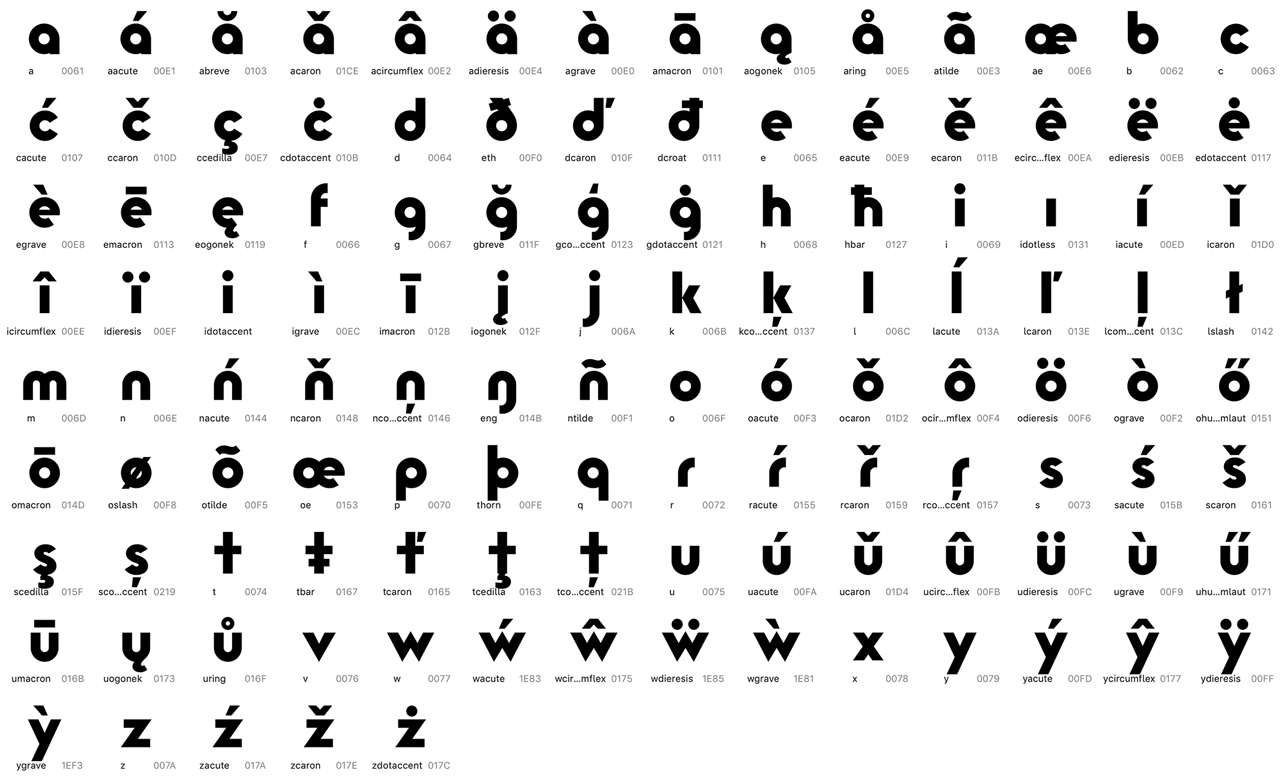 a á ă ǎ â ä à ā ą å ã æ b c
a 0061 aacute 00E1 abreve 0103 acaron 01CE acircumflex 00E2 adieresis 00E4 agrave 00E0 amacron 0101 aogonek 0105 aring 00E5 atilde 00E3 ae 00E6 b 0062 c 0063
ć č ç ċ d ð ď đ e é ě ê ë ė
cacute 0107 ccaron 010D ccedilla 00E7 cdotaccent 010B d 0064 eth 00F0 dcaron 010F dcroat 0111 e 0065 eacute 00E9 ecaron 011B ecirc...flex 00EA edieresis 00EB edotaccent 0117
è ē ę f g ğ ģ ġ h ħ i ı í ǐ
egrave 00E8 emacron 0113 eogonek 0119 f 0066 g 0067 gbreve 011F gco...ccent 0123 gdotaccent 0121 h 0068 hbar 0127 i 0069 idotless 0131 iacute 00ED icaron 01D0
î ï i ì ī į j k ķ l ĺ ľ ļ ł
icircumflex 00EE idieresis 00EF idotaccent igrave 00EC imacron 012B iogonek 012F j 006A k 006B kco...ccent 0137 l 006C lacute 013A lcaron 013E lcom...cent 013C lslash 0142
m n ń ň ņ ŋ ñ o ó ǒ ô ö ò ő
m 006D n 006E nacute 0144 ncaron 0148 nco...ccent 0146 eng 014B ntilde 00F1 o 006F oacute 00F3 ocaron 01D2 ocir...mflex 00F4 odieresis 00F6 ograve 00F2 ohu...mlaut 0151
ō ø õ œ p þ q r ŕ ř ŗ s ś š
omacron 014D oslash 00F8 otilde 00F5 oe 0153 p 0070 thorn 00FE q 0071 r 0072 racute 0155 rcaron 0159 rco...ccent 0157 s 0073 sacute 015B scaron 0161
ş ș t ŧ ť ţ ț u ú ǔ û ü ù ű
scedilla 015F sco...ccent 0219 t 0074 tbar 0167 tcaron 0165 tcedilla 0163 tco...ccent 021B u 0075 uacute 00FA ucaron 01D4 ucirc...flex 00FB udieresis 00FC ugrave 00F9 uhu...mlaut 0171
ū ų ů v w ẃ ŵ ẅ ẁ x y ý ŷ ÿ
umacron 016B uogonek 0173 uring 016F v 0076 w 0077 wacute 1E83 wcir...mflex 0175 wdieresis 1E85 wgrave 1E81 x 0078 y 0079 yacute 00FD ycircumflex 0177 ydieresis 00FF
ỳ z ź ž ż
ygrave 1EF3 z 007A zacute 017A zcaron 017E zdotaccent 017C